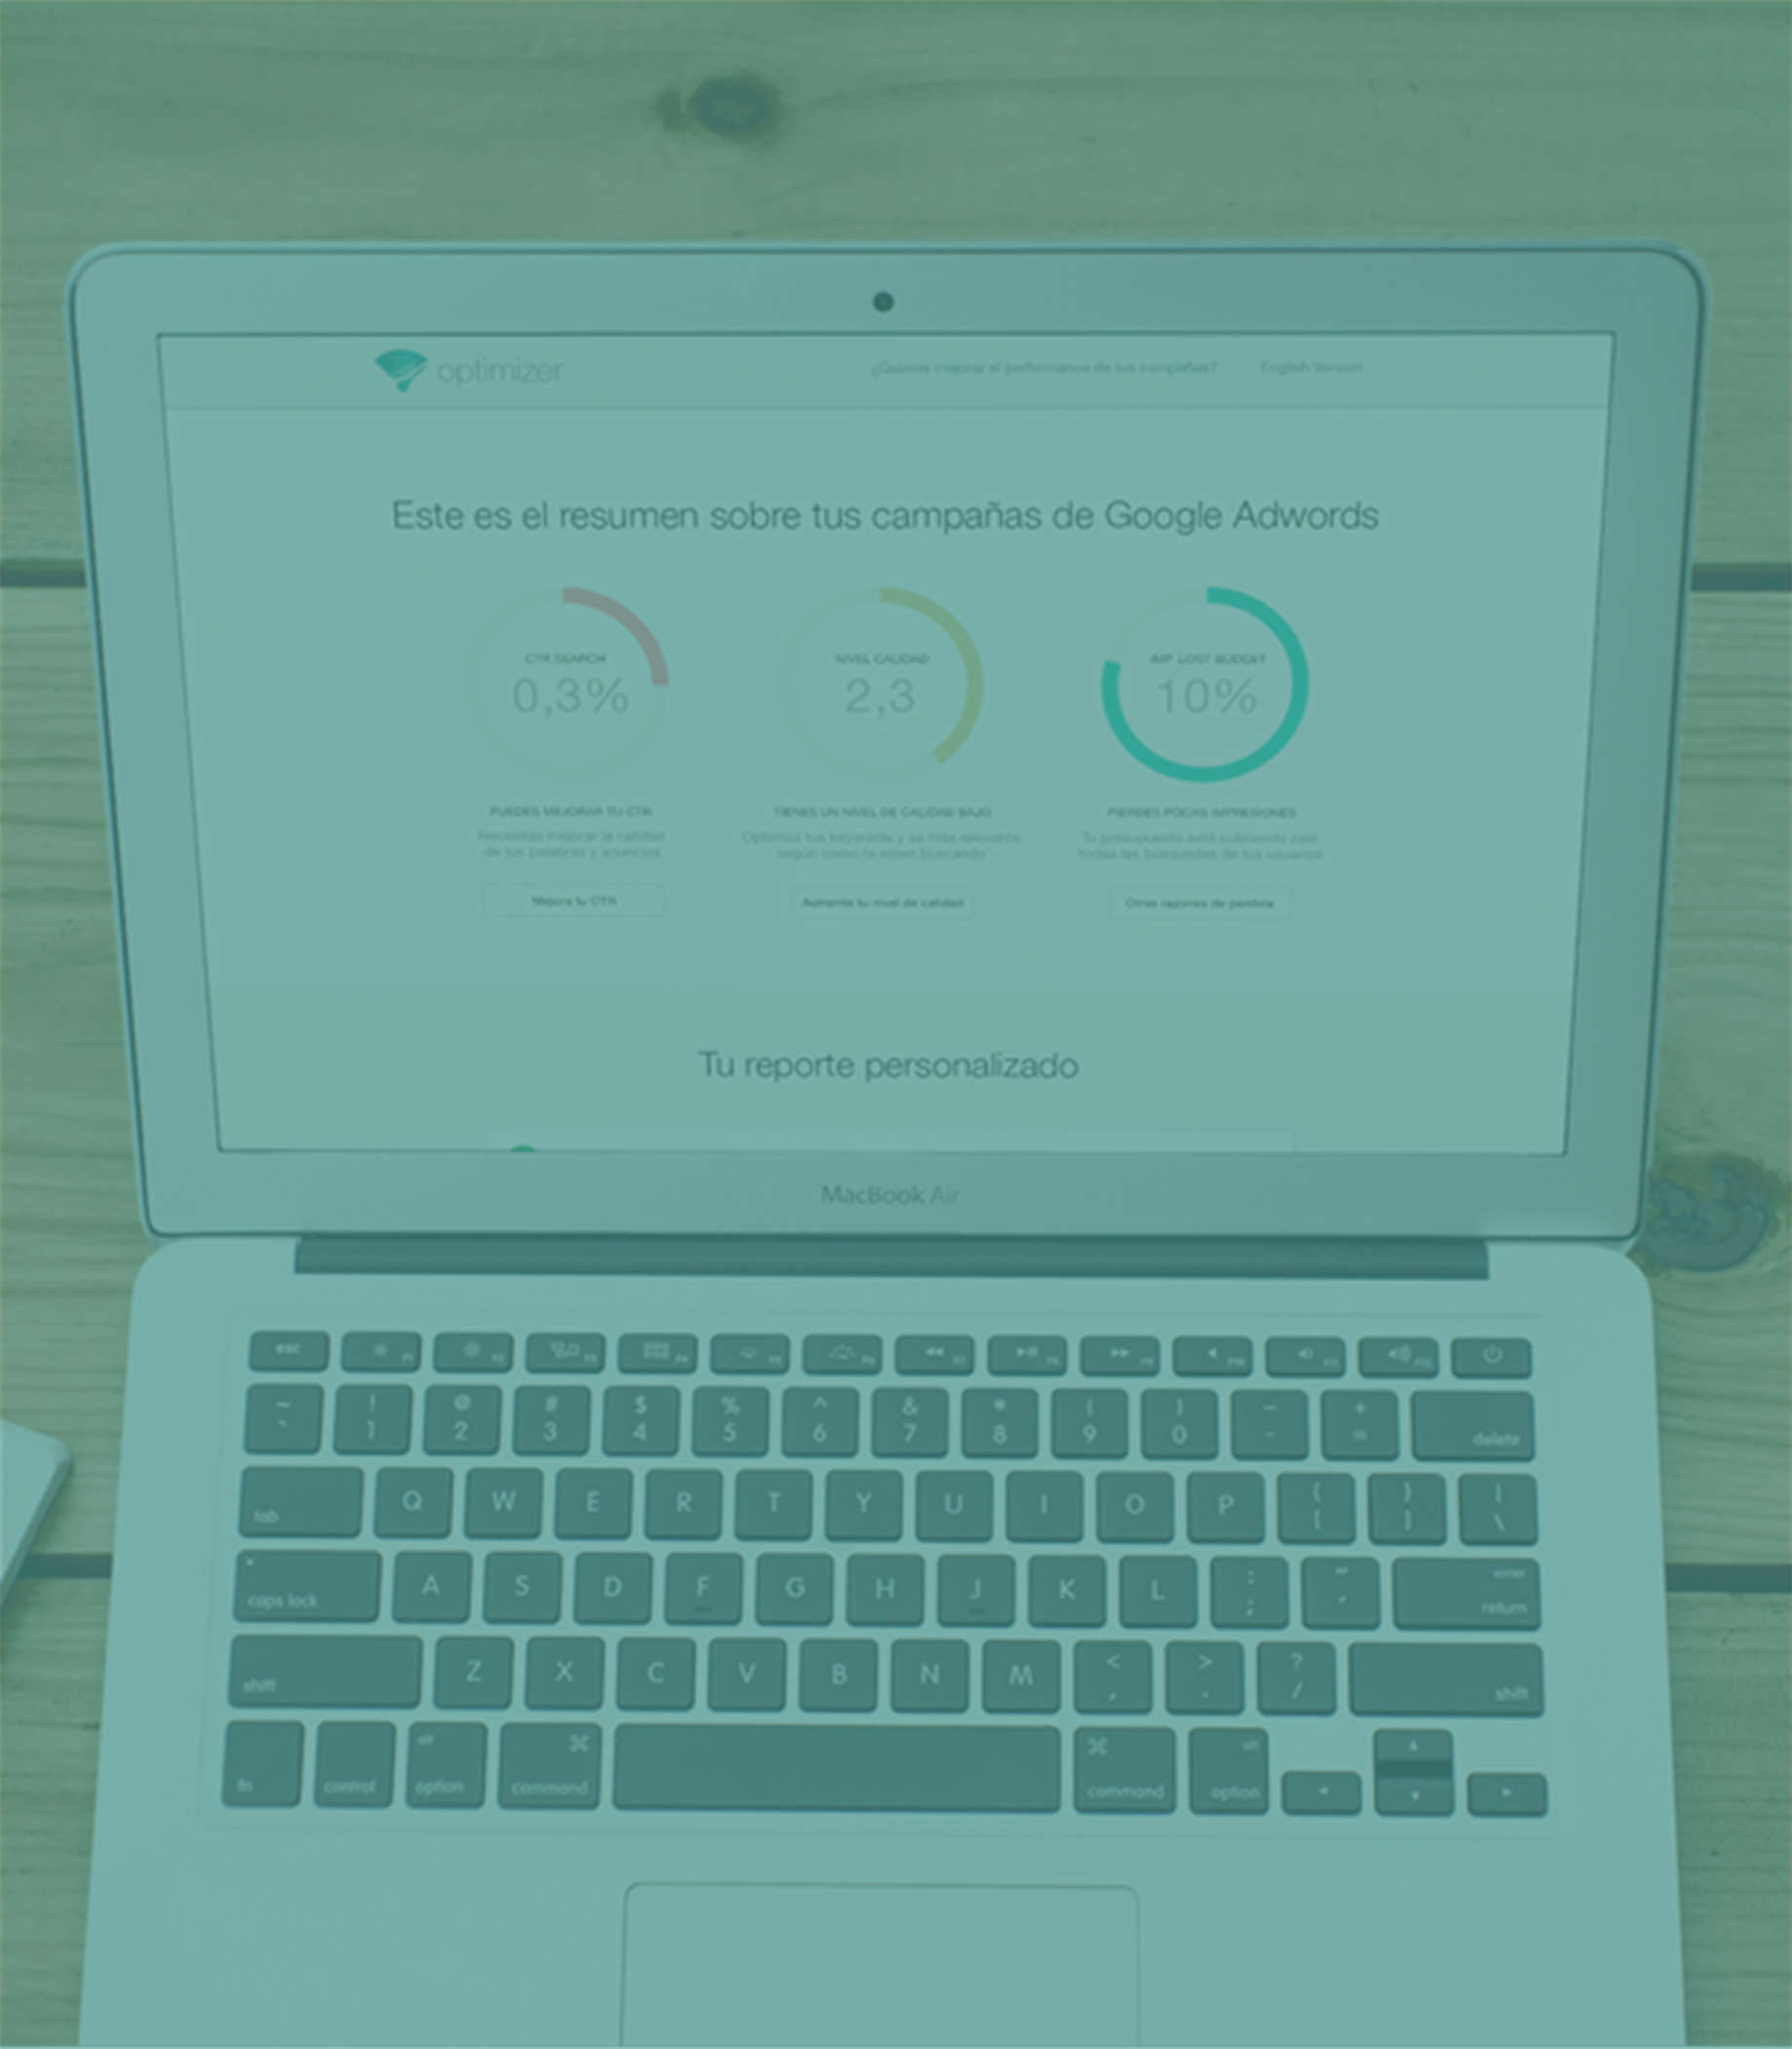 optimizer
¿Quieres mejorar el performance de tus campañas? English Version
Este es el resumen sobre tus campañas de Google Adwords
CTR SEARCH NIVEL CALIDAD IMP. LOST BUDGET
0,3% 2,3 10%
PUEDES MEJORAR TU CTR TIENES UN NIVEL DE CALIDAD BAJO PIERDES POCAS IMPRESIONES
Necesitas mejorar la calidad Optimiza tus keywords y se más relevante Tu presupuesto está cubriendo casi
de tus palabras y anuncios según como te esten buscando todas las búsquedas de tus usuarios
Mejora tu CTR Aumenta tu nivel de calidad Otras razones de perdida
Tu reporte personalizado
MacBook Air
esc F1 F2 F3 F4 F5 F6 F7 F8 F9 F10 F11 F12
~ ! @ # $ % ^ & * ( ) — +
` 1 2 3 4 5 6 7 8 9 0 - = delete
tab Q W E R T Y U I O P { [ } ] | \
caps lock A S D F G H J K L : ; " ' enter return
shift Z X C V B N M < , > . ? / shift
fn control alt option ⌘ command ⌘ command alt option